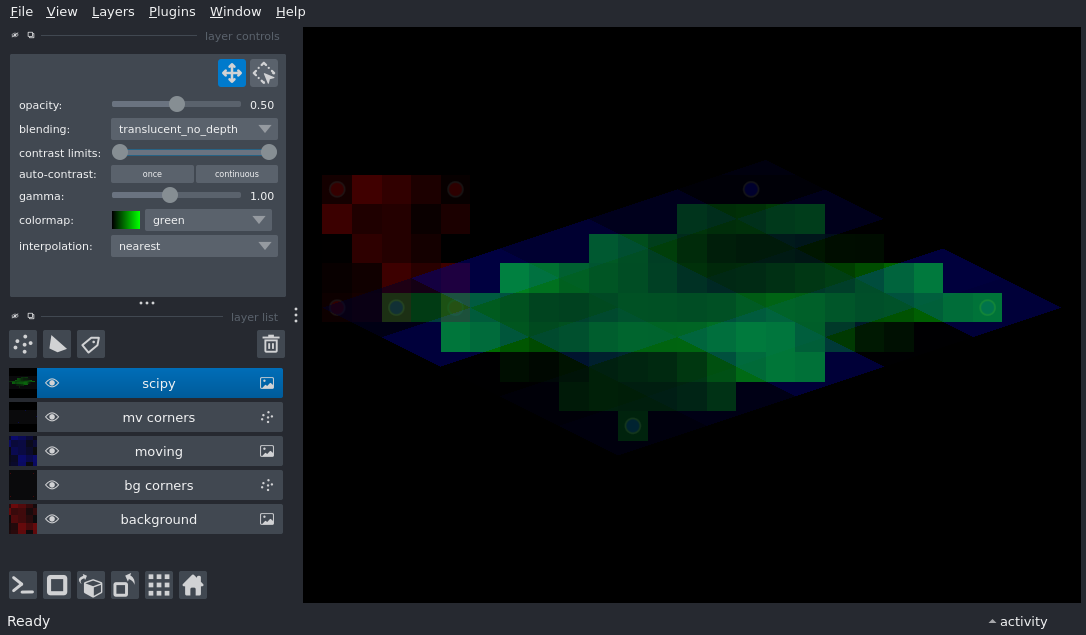 File View Layers Plugins Window Help
layer controls
opacity: 0.50
blending: translucent_no_depth
contrast limits:
auto-contrast: once continuous
gamma: 1.00
colormap: green
interpolation: nearest
layer list
scipy
mv corners
moving
bg corners
background
Ready
activity